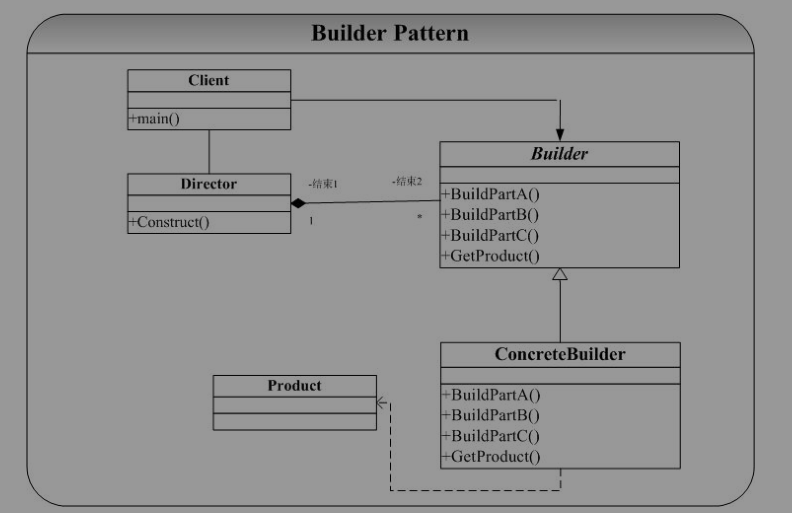 Builder Pattern
Client
+main()
Builder
Director
-结束1
-结束2
+Construct()
1
*
+BuildPartA()
+BuildPartB()
+BuildPartC()
+GetProduct()
ConcreteBuilder
Product
+BuildPartA()
+BuildPartB()
+BuildPartC()
+GetProduct()